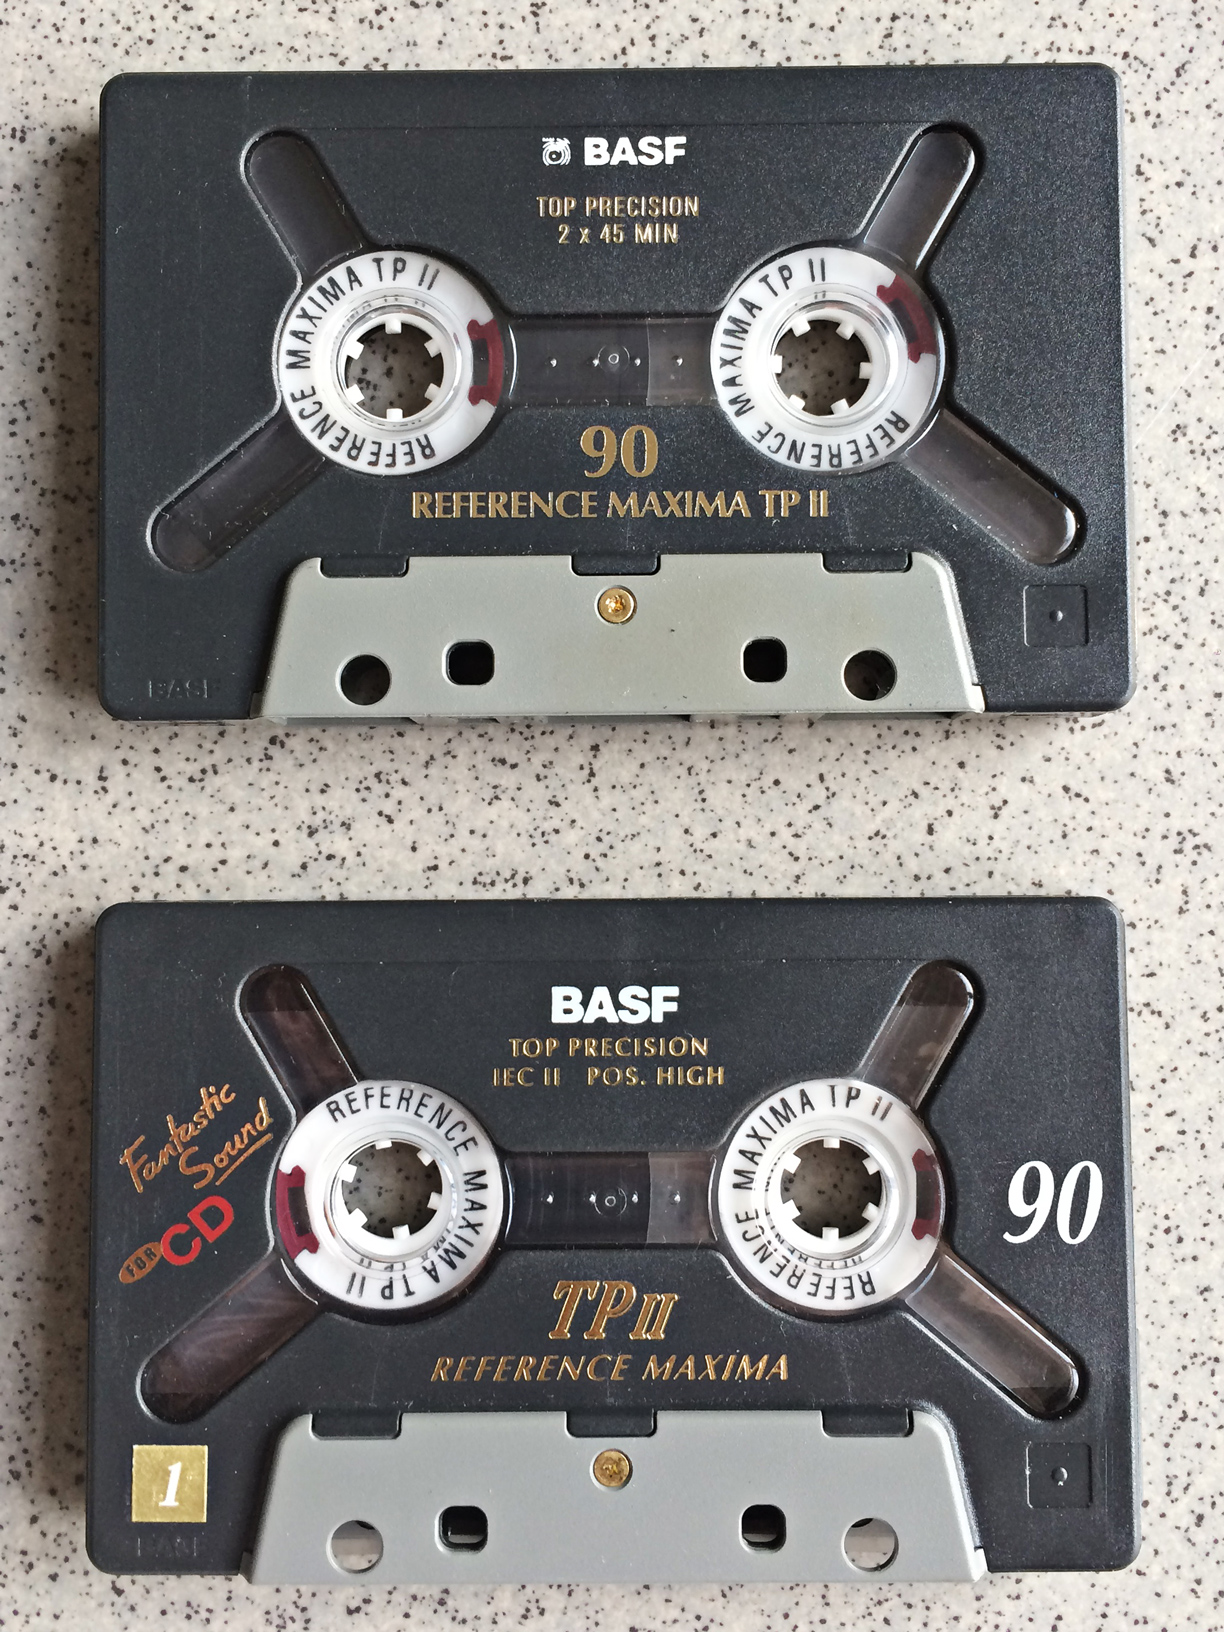 BASF
TOP PRECISION
2 x 45 MIN
REFERENCE MAXIMA TP II
REFERENCE MAXIMA TP II
90
REFERENCE MAXIMA TP II
BASF
BASF
TOP PRECISION
IEC II POS. HIGH
Fantastic
Sound
FOR CD
REFERENCE MAXIMA TP II
REFERENCE MAXIMA TP II
90
TP II
REFERENCE MAXIMA
1
BASF